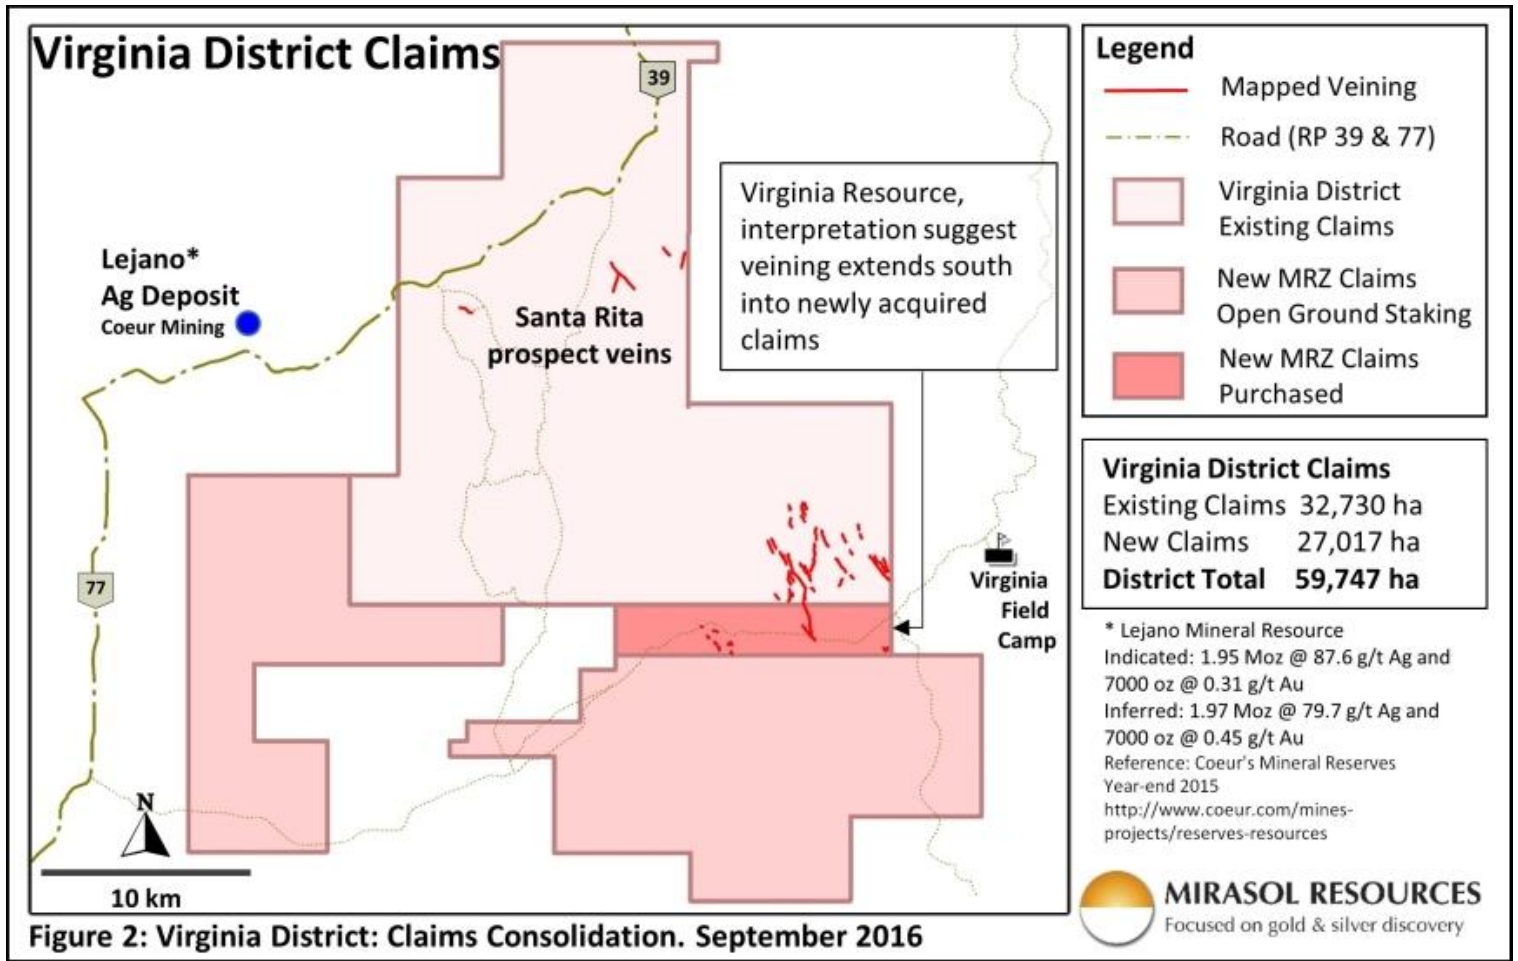 Virginia District Claims
39
Lejano*
Ag Deposit
Coeur Mining
Santa Rita
prospect veins
Virginia Resource,
interpretation suggest
veining extends south
into newly acquired
claims
77
Virginia
Field
Camp
N
10 km
Legend
Mapped Veining
Road (RP 39 & 77)
Virginia District
Existing Claims
New MRZ Claims
Open Ground Staking
New MRZ Claims
Purchased
Virginia District Claims
Existing Claims 32,730 ha
New Claims 27,017 ha
District Total 59,747 ha
* Lejano Mineral Resource
Indicated: 1.95 Moz @ 87.6 g/t Ag and
7000 oz @ 0.31 g/t Au
Inferred: 1.97 Moz @ 79.7 g/t Ag and
7000 oz @ 0.45 g/t Au
Reference: Coeur's Mineral Reserves
Year-end 2015
http://www.coeur.com/mines-
projects/reserves-resources
MIRASOL RESOURCES
Focused on gold & silver discovery
Figure 2: Virginia District: Claims Consolidation. September 2016